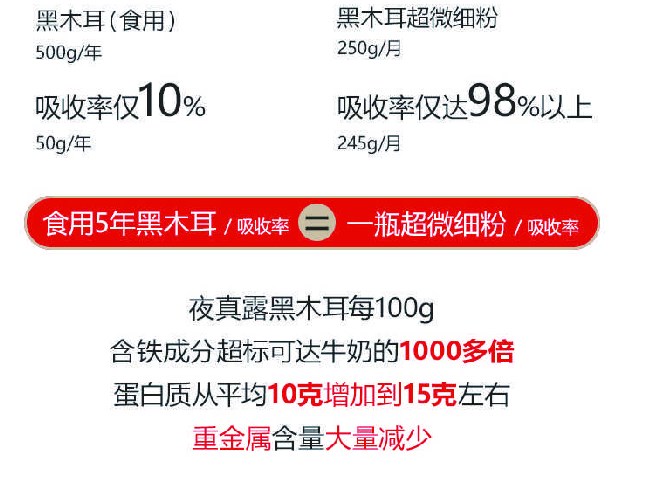 黑木耳(食用)
500g/年
吸收率仅10%
50g/年
黑木耳超微细粉
250g/月
吸收率仅达98%以上
245g/月
食用5年黑木耳 / 吸收率 = 一瓶超微细粉 / 吸收率
夜真露黑木耳每100g
含铁成分超标可达牛奶的1000多倍
蛋白质从平均10克增加到15克左右
重金属含量大量减少